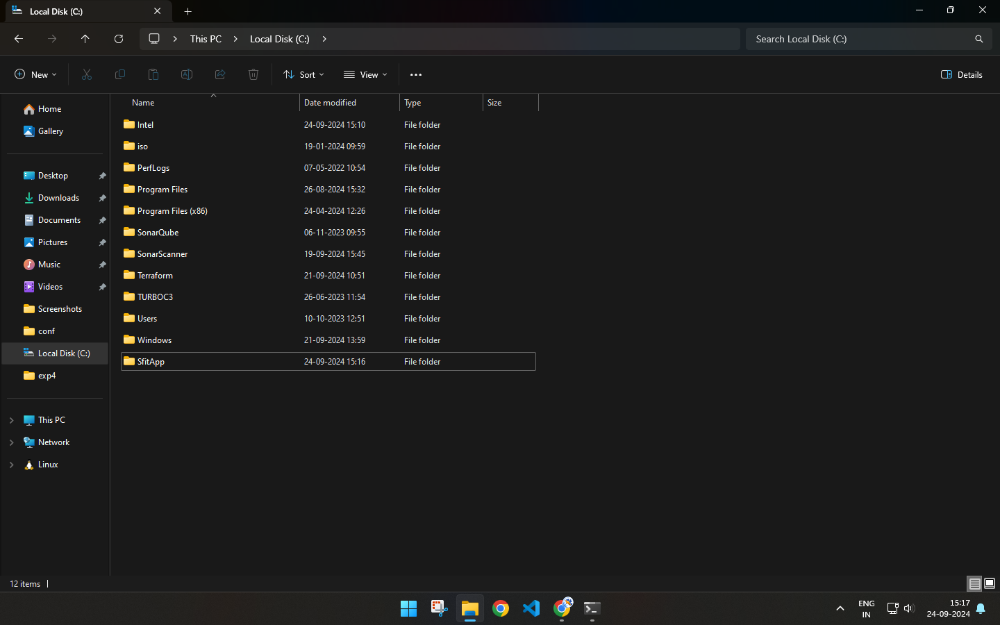 Local Disk (C:)
This PC > Local Disk (C:) >
Search Local Disk (C:)
New
Sort
View
Details
Name Date modified Type Size
Home
Gallery
Desktop
Downloads
Documents
Pictures
Music
Videos
Screenshots
conf
Local Disk (C:)
exp4
This PC
Network
Linux
Intel 24-09-2024 15:10 File folder
iso 19-01-2024 09:59 File folder
PerfLogs 07-05-2022 10:54 File folder
Program Files 26-08-2024 15:32 File folder
Program Files (x86) 24-04-2024 12:26 File folder
SonarQube 06-11-2023 09:55 File folder
SonarScanner 19-09-2024 15:45 File folder
Terraform 21-09-2024 10:51 File folder
TURBOC3 26-06-2023 11:54 File folder
Users 10-10-2023 12:51 File folder
Windows 21-09-2024 13:59 File folder
SfitApp 24-09-2024 15:16 File folder
12 items
ENG
IN
15:17
24-09-2024